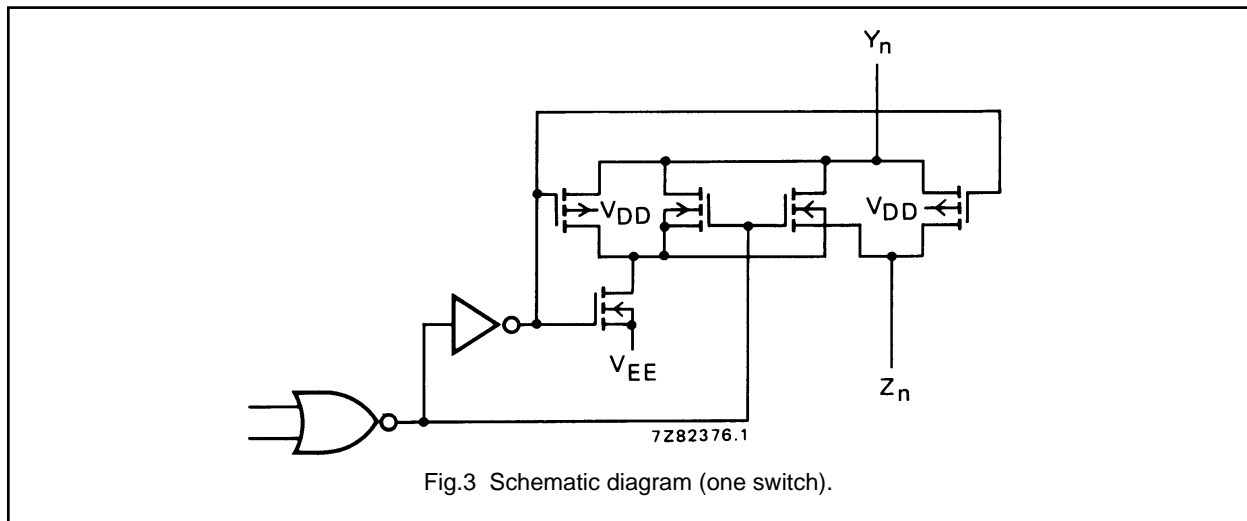 Yn
VDD
VDD
VEE
Zn
7Z82376.1
Fig.3 Schematic diagram (one switch).